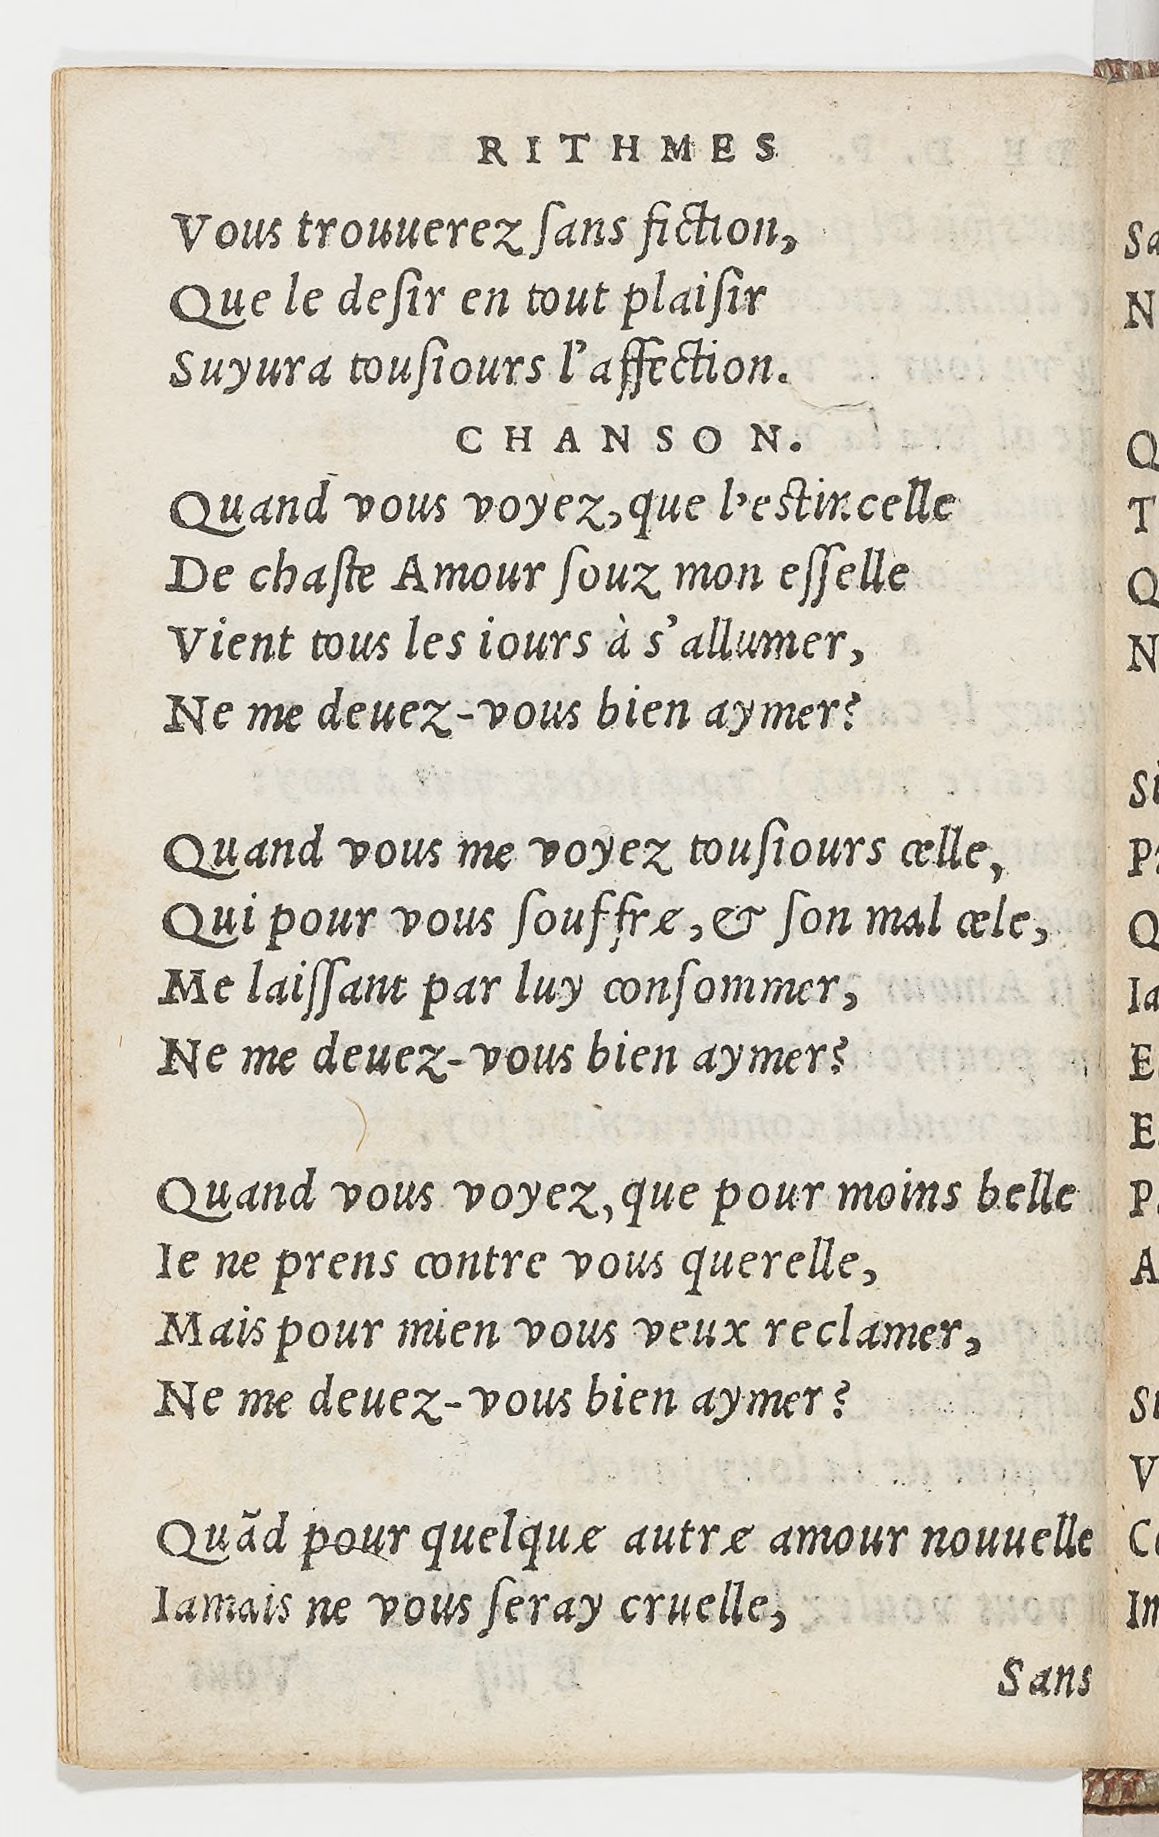 RITHMES
Vous trouuerez ſans fiction,
Que le deſir en tout plaiſir
Suyura touſiours l'affection.
CHANSON.
Quand vous voyez, que l'eſtincelle
De chaſte Amour ſouz mon eſſelle
Vient tous les iours à s'allumer,
Ne me deuez-vous bien aymer?
Quand vous me voyez touſiours celle,
Qui pour vous ſouffre, & ſon mal cele,
Me laiſſant par luy conſommer,
Ne me deuez-vous bien aymer?
Quand vous voyez, que pour moins belle
Ie ne prens contre vous querelle,
Mais pour mien vous veux reclamer,
Ne me deuez-vous bien aymer?
Quãd pour quelque autre amour nouuelle
Iamais ne vous ſeray cruelle,
Sans